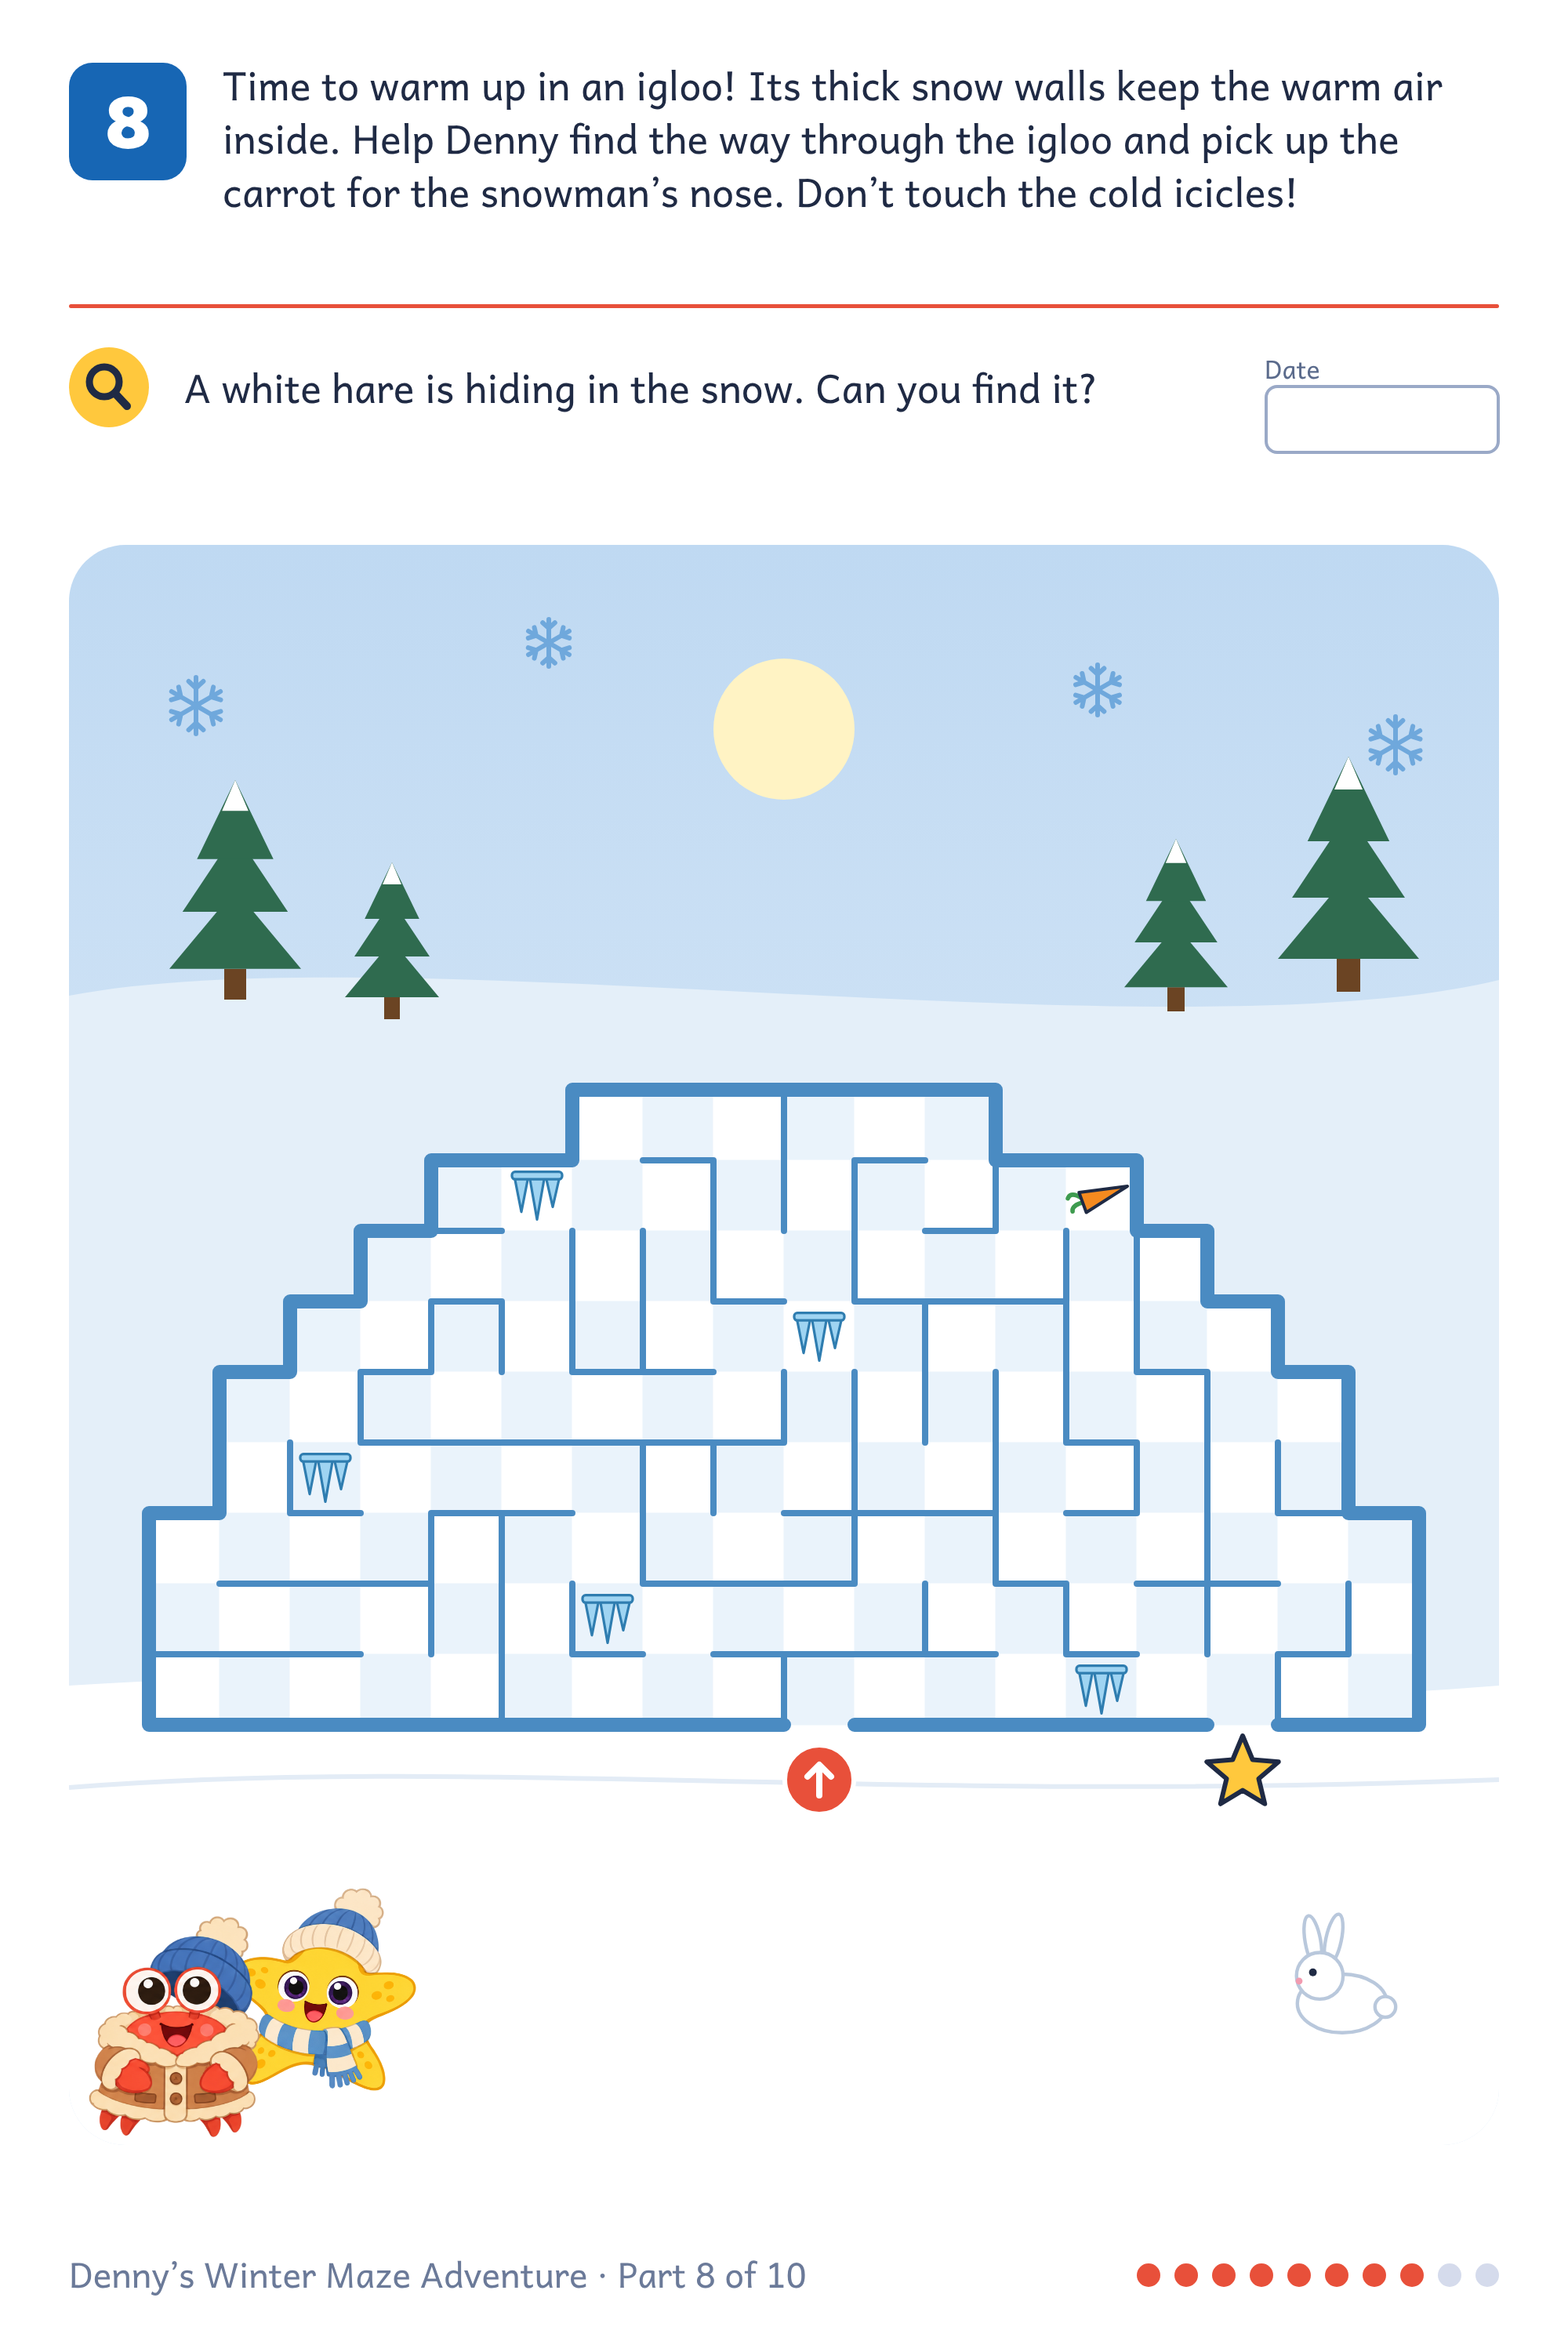 8
Time to warm up in an igloo! Its thick snow walls keep the warm air
inside. Help Denny find the way through the igloo and pick up the
carrot for the snowman’s nose. Don’t touch the cold icicles!
A white hare is hiding in the snow. Can you find it?
Date
Denny’s Winter Maze Adventure · Part 8 of 10